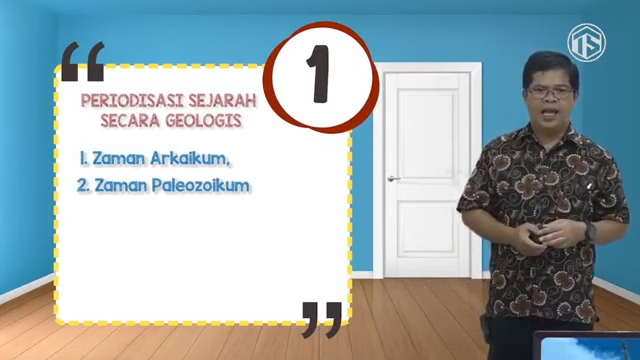 1
PERIODISASI SEJARAH
SECARA GEOLOGIS
1. Zaman Arkaikum,
2. Zaman Paleozoikum